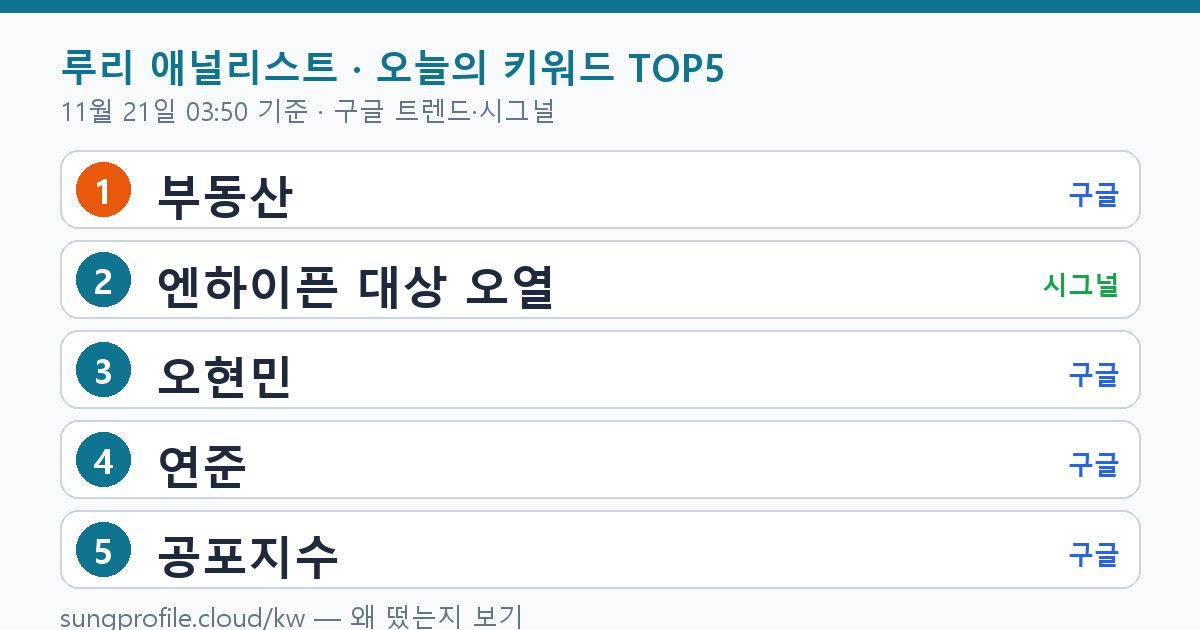 루리 애널리스트 · 오늘의 키워드 TOP5
11월 21일 03:50 기준 · 구글 트렌드·시그널
1 부동산 구글
2 엔하이픈 대상 오열 시그널
3 오현민 구글
4 연준 구글
5 공포지수 구글
sungprofile.cloud/kw — 왜 떴는지 보기